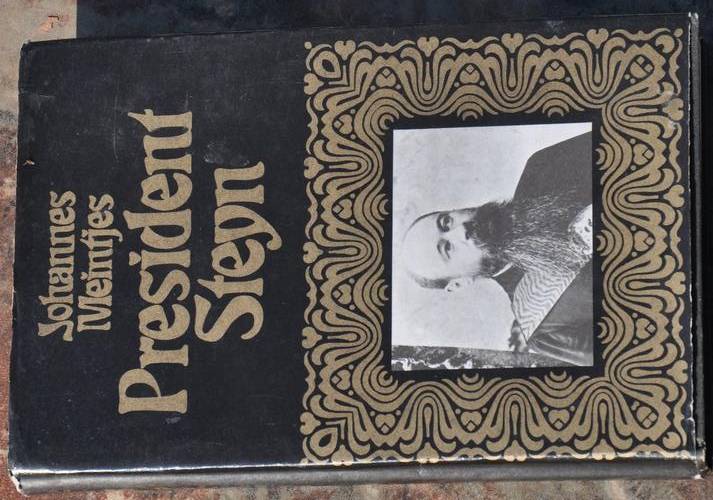 Johannes
Meintjes
President
Steyn